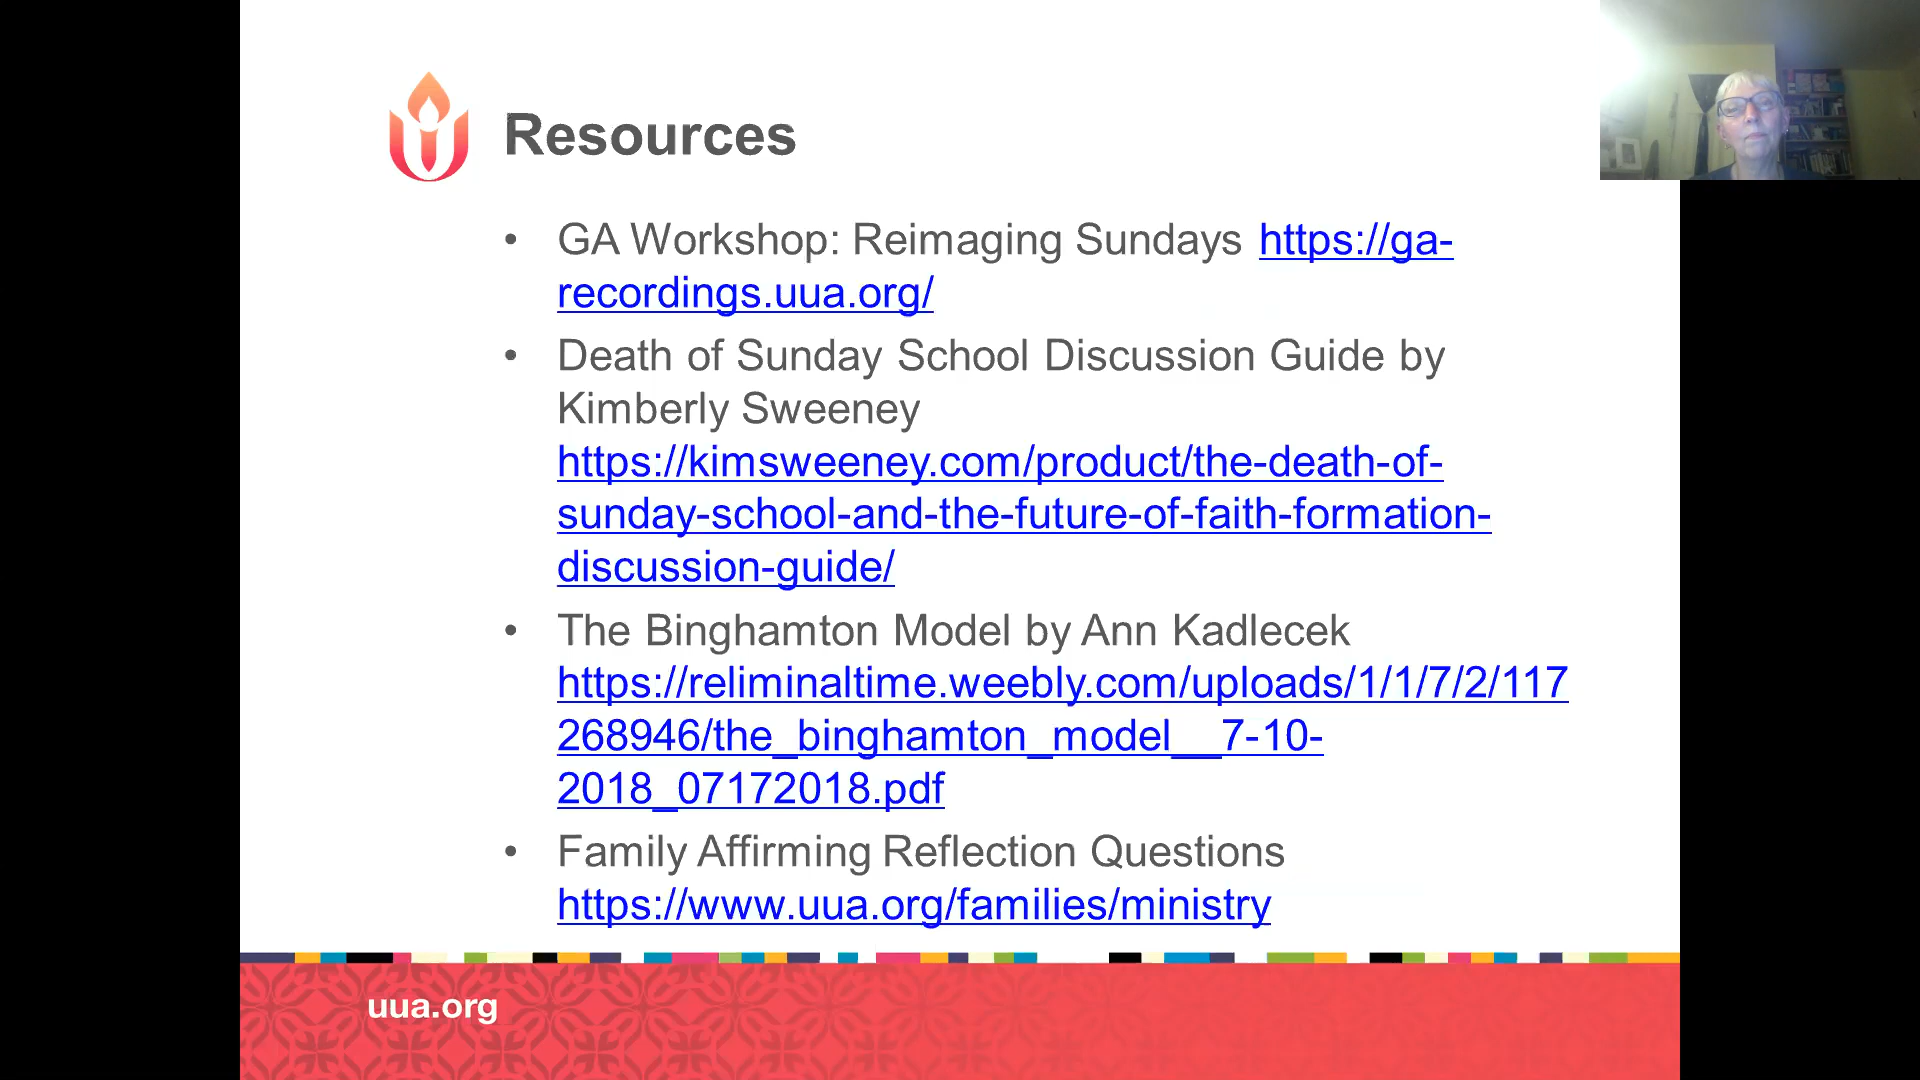 Resources
• GA Workshop: Reimaging Sundays https://ga-
recordings.uua.org/
• Death of Sunday School Discussion Guide by
Kimberly Sweeney
https://kimsweeney.com/product/the-death-of-
sunday-school-and-the-future-of-faith-formation-
discussion-guide/
• The Binghamton Model by Ann Kadlecek
https://reliminaltime.weebly.com/uploads/1/1/7/2/117
268946/the_binghamton_model__7-10-
2018_07172018.pdf
• Family Affirming Reflection Questions
https://www.uua.org/families/ministry
uua.org